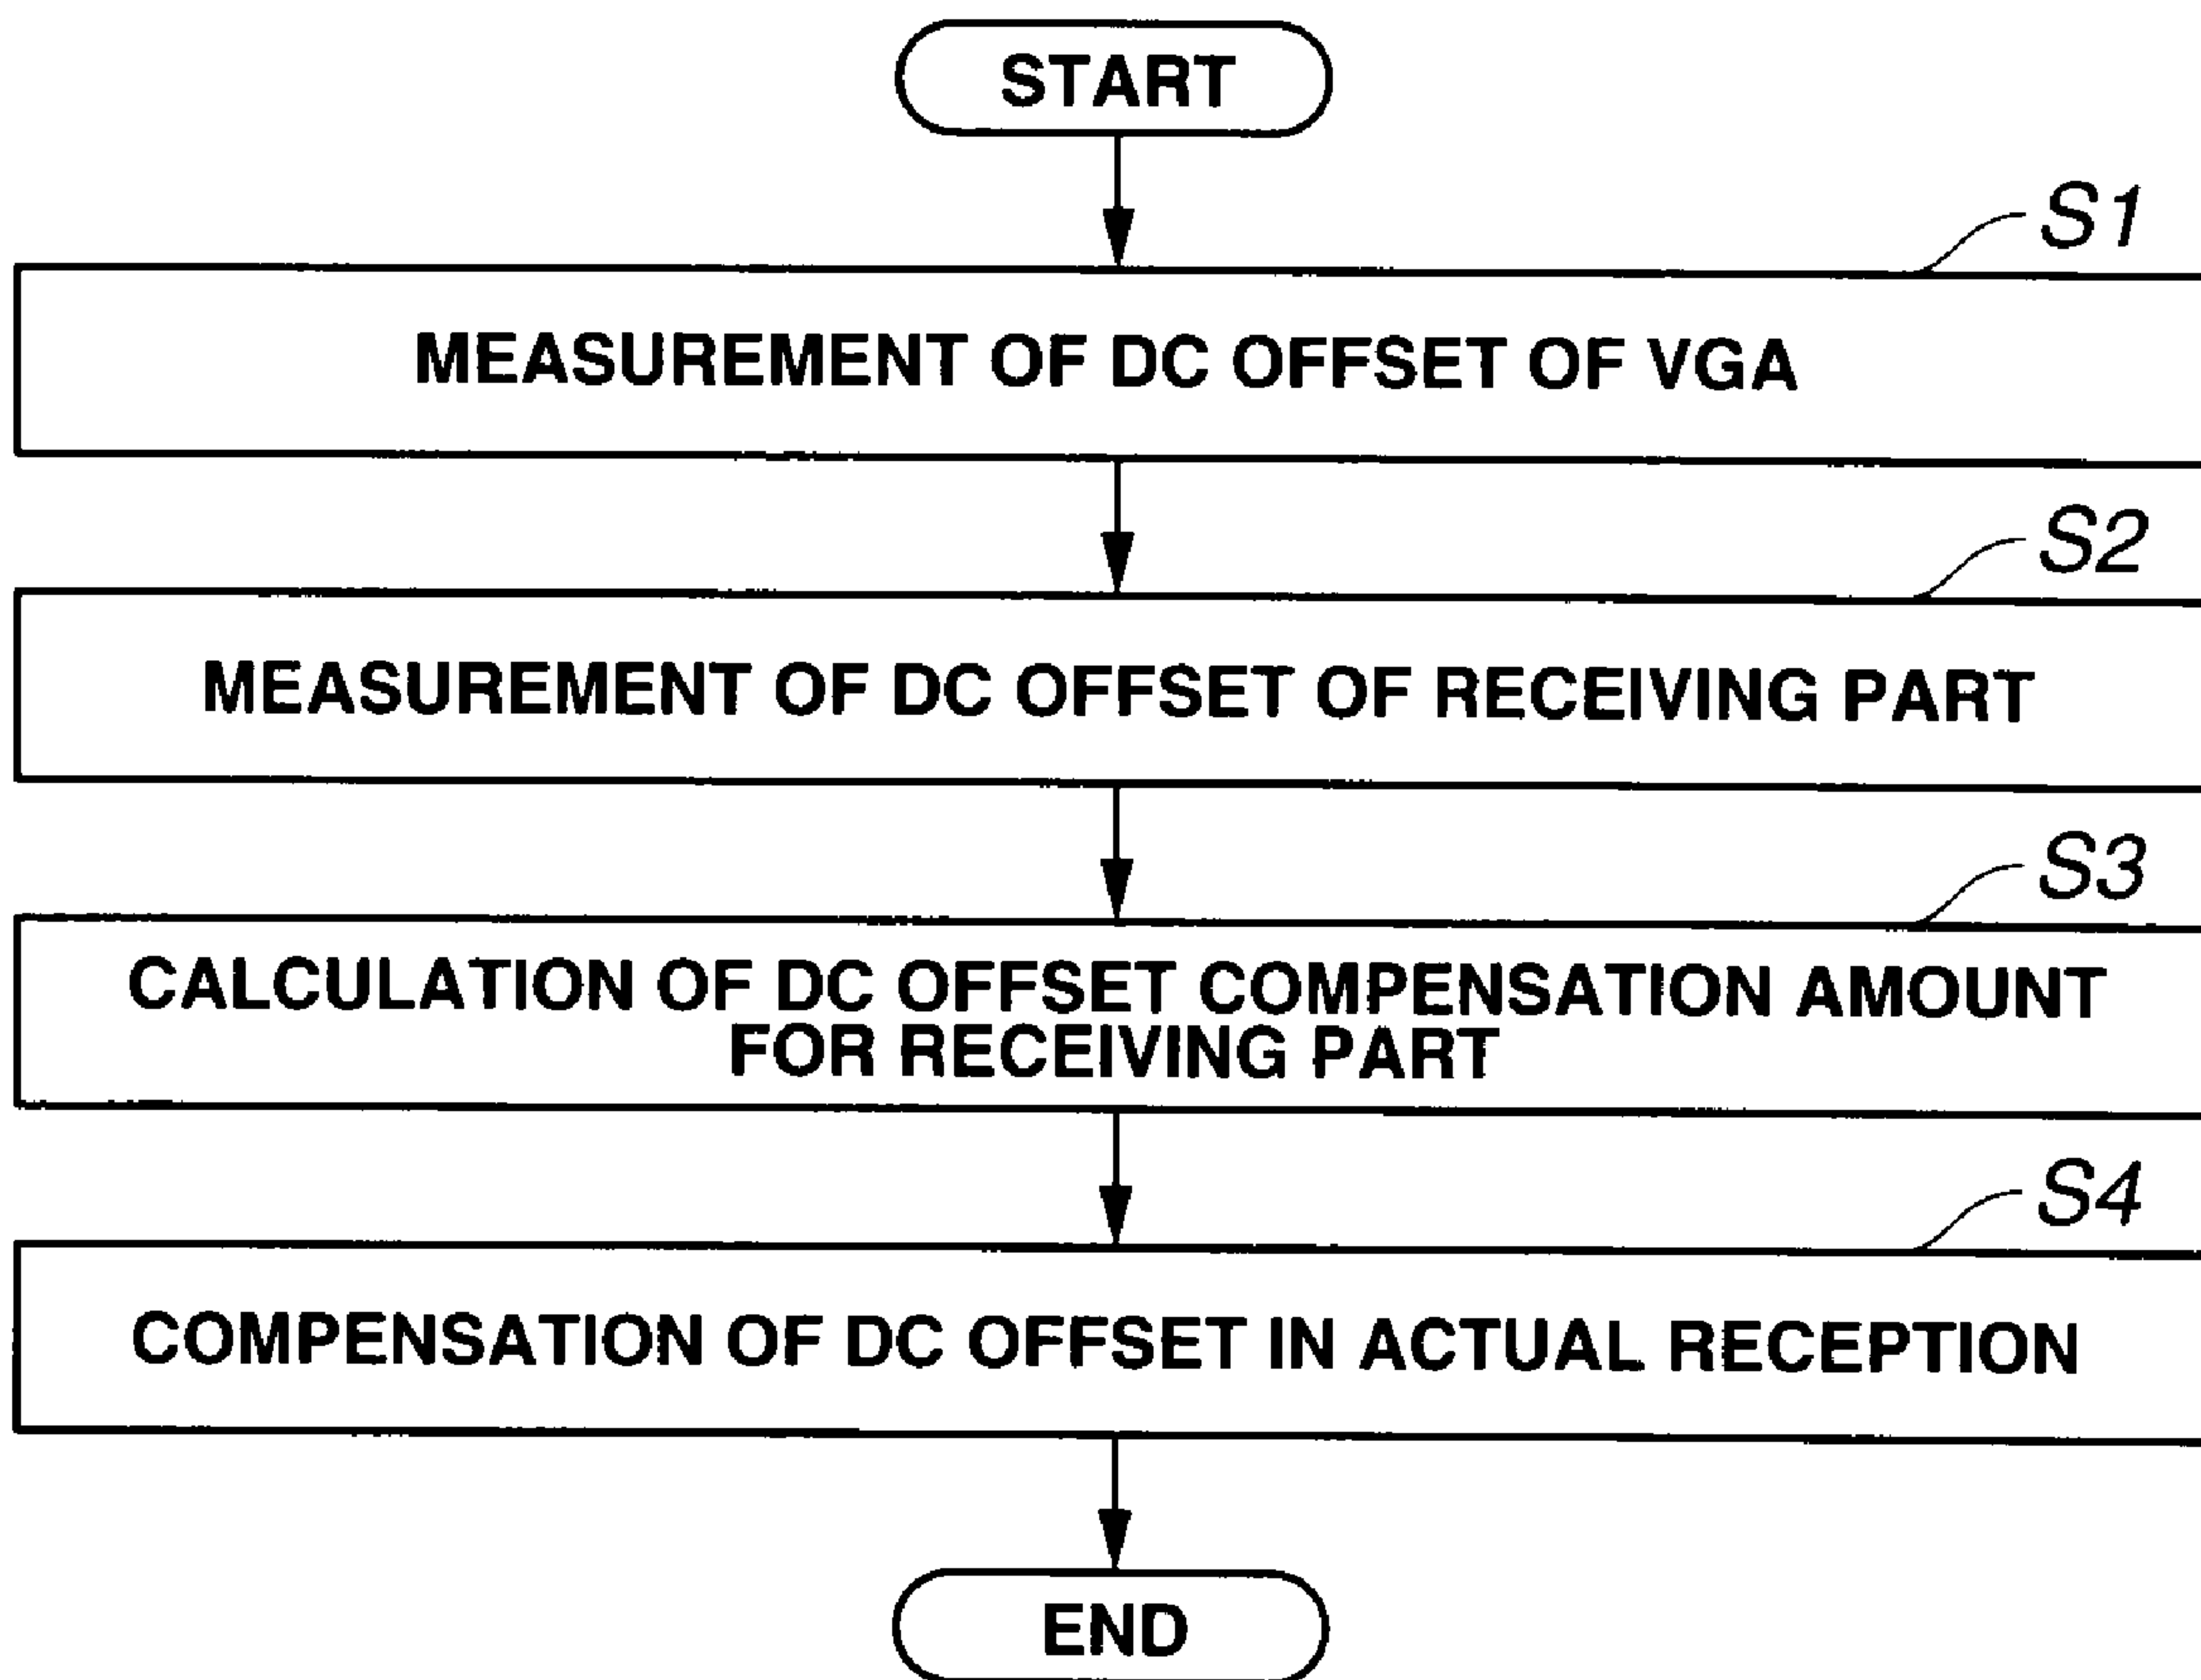 START
S1
MEASUREMENT OF DC OFFSET OF VGA
S2
MEASUREMENT OF DC OFFSET OF RECEIVING PART
S3
CALCULATION OF DC OFFSET COMPENSATION AMOUNT
FOR RECEIVING PART
S4
COMPENSATION OF DC OFFSET IN ACTUAL RECEPTION
END